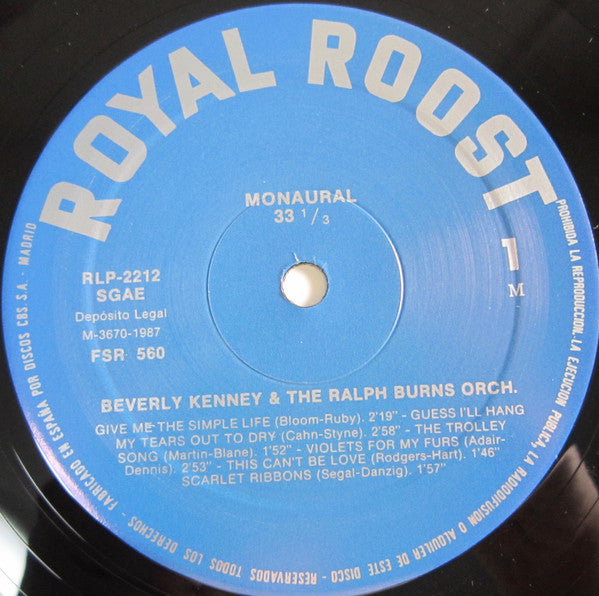 ROYAL ROOST
MONAURAL
33 1/3
RLP-2212
SGAE
Depósito Legal
M-3670-1987
FSR 560
1
M
BEVERLY KENNEY & THE RALPH BURNS ORCH.
GIVE ME THE SIMPLE LIFE (Bloom-Ruby). 2'19" - GUESS I'LL HANG
MY TEARS OUT TO DRY (Cahn-Styne). 2'58" - THE TROLLEY
SONG (Martin-Blane). 1'52" - VIOLETS FOR MY FURS (Adair-
Dennis). 2'53" - THIS CAN'T BE LOVE (Rodgers-Hart). 1'46"
SCARLET RIBBONS (Segal-Danzig). 1'57"
PROHIBIDA LA REPRODUCCION, LA EJECUCION PUBLICA, LA RADIODIFUSION O ALQUILER DE ESTE DISCO - RESERVADOS TODOS LOS DERECHOS. FABRICADO EN ESPAÑA POR DISCOS CBS S.A. - MADRID